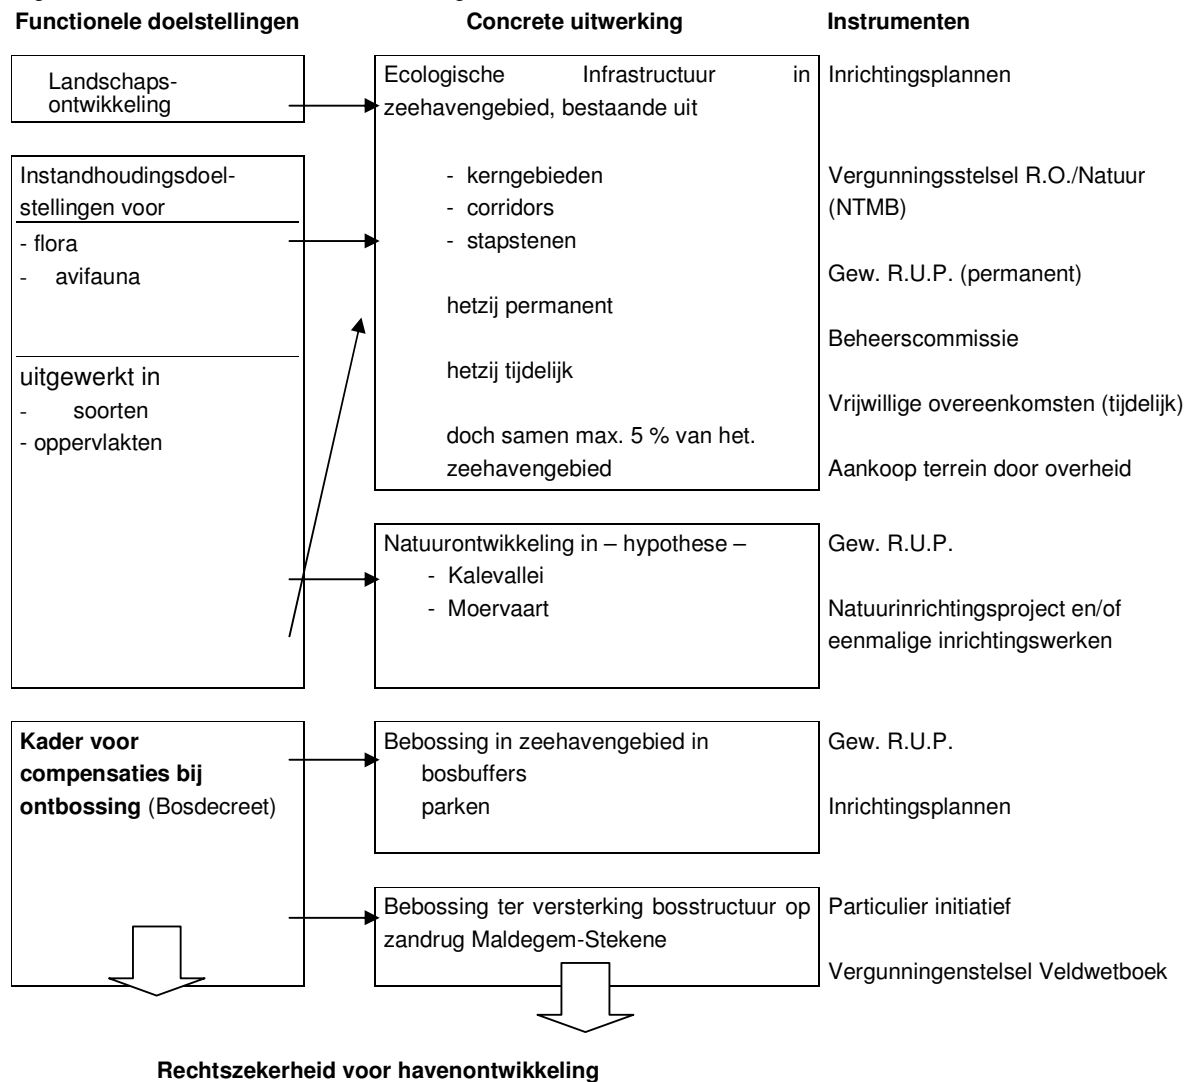 Functionele doelstellingen
Concrete uitwerking
Instrumenten
Landschaps-
ontwikkeling
Ecologische Infrastructuur in
zeehavengebied, bestaande uit
Inrichtingsplannen
Instandhoudingsdoel-
stellingen voor
- flora
- avifauna
uitgewerkt in
- soorten
- oppervlakten
- kerngebieden
- corridors
- stapstenen
hetzij permanent
hetzij tijdelijk
doch samen max. 5 % van het.
zeehavengebied
Vergunningsstelsel R.O./Natuur
(NTMB)
Gew. R.U.P. (permanent)
Beheerscommissie
Vrijwillige overeenkomsten (tijdelijk)
Aankoop terrein door overheid
Natuurontwikkeling in – hypothese –
- Kalevallei
- Moervaart
Gew. R.U.P.
Natuurinrichtingsproject en/of
eenmalige inrichtingswerken
Kader voor
compensaties bij
ontbossing (Bosdecreet)
Bebossing in zeehavengebied in
bosbuffers
parken
Gew. R.U.P.
Inrichtingsplannen
Bebossing ter versterking bosstructuur op
zandrug Maldegem-Stekene
Particulier initiatief
Vergunningenstelsel Veldwetboek
Rechtszekerheid voor havenontwikkeling